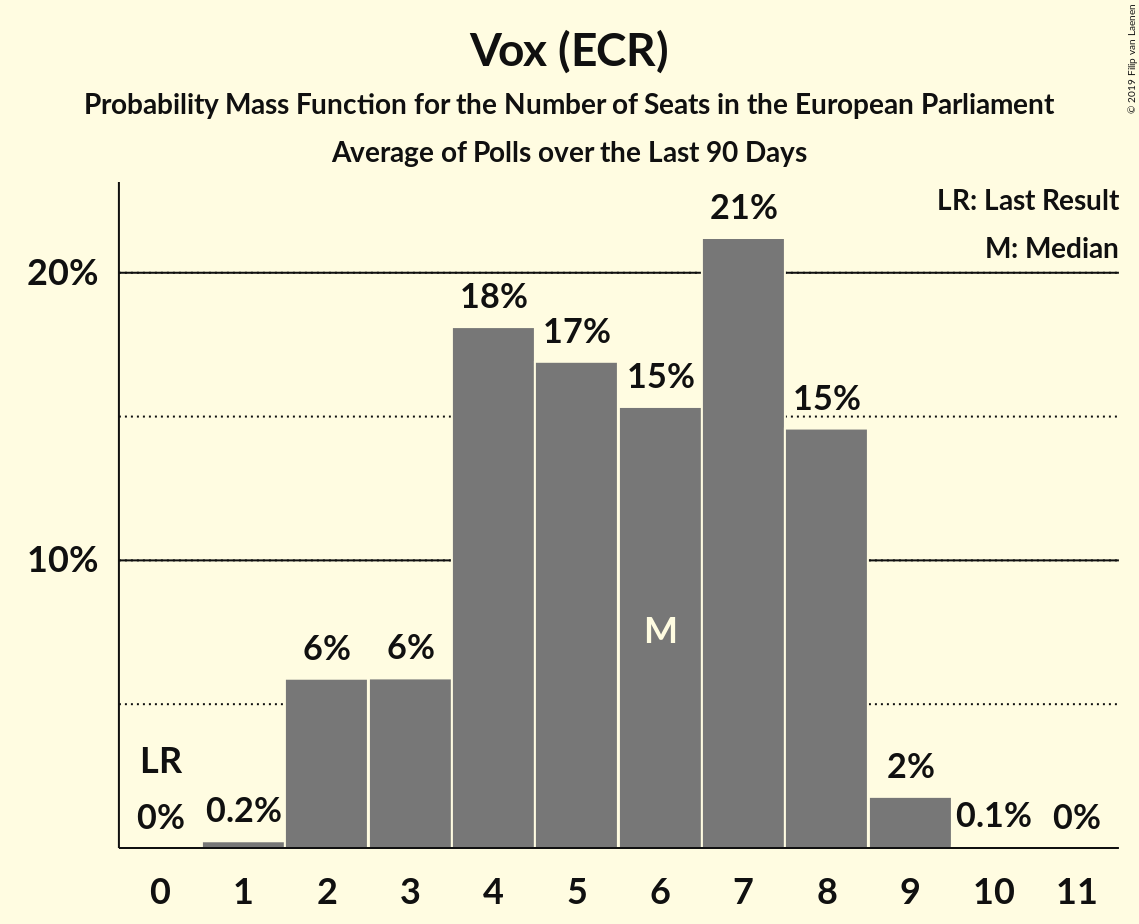 Vox (ECR)
Probability Mass Function for the Number of Seats in the European Parliament
Average of Polls over the Last 90 Days
© 2019 Filip van Laenen
LR: Last Result
M: Median
20%
10%
LR
0%
0.2%
6%
6%
18%
17%
15%
M
21%
15%
2%
0.1%
0%
0 1 2 3 4 5 6 7 8 9 10 11